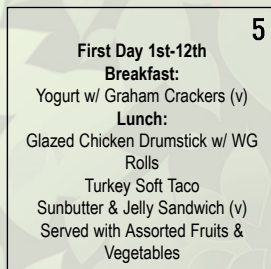 5
First Day 1st-12th
Breakfast:
Yogurt w/ Graham Crackers (v)
Lunch:
Glazed Chicken Drumstick w/ WG
Rolls
Turkey Soft Taco
Sunbutter & Jelly Sandwich (v)
Served with Assorted Fruits &
Vegetables